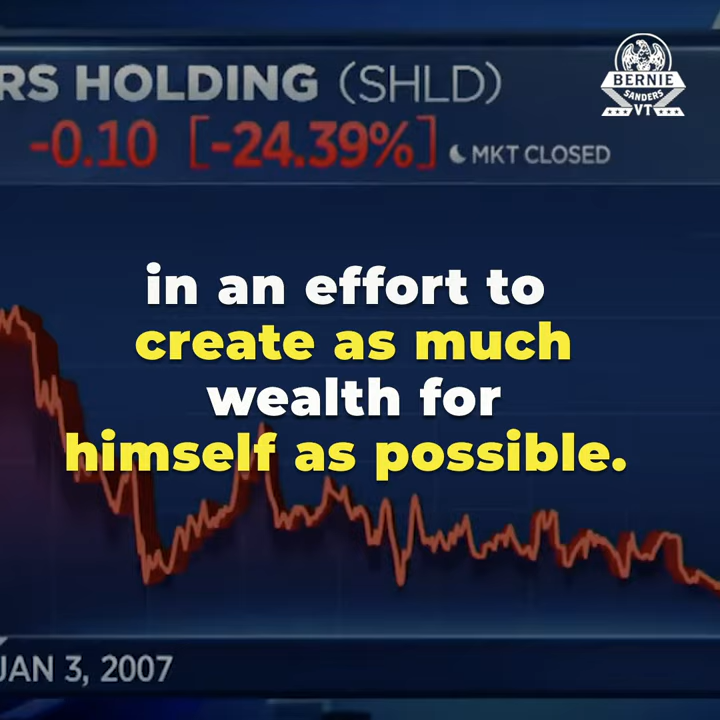 RS HOLDING (SHLD)
-0.10 [-24.39%] MKT CLOSED
BERNIE
SANDERS
VT
in an effort to
create as much
wealth for
himself as possible.
JAN 3, 2007